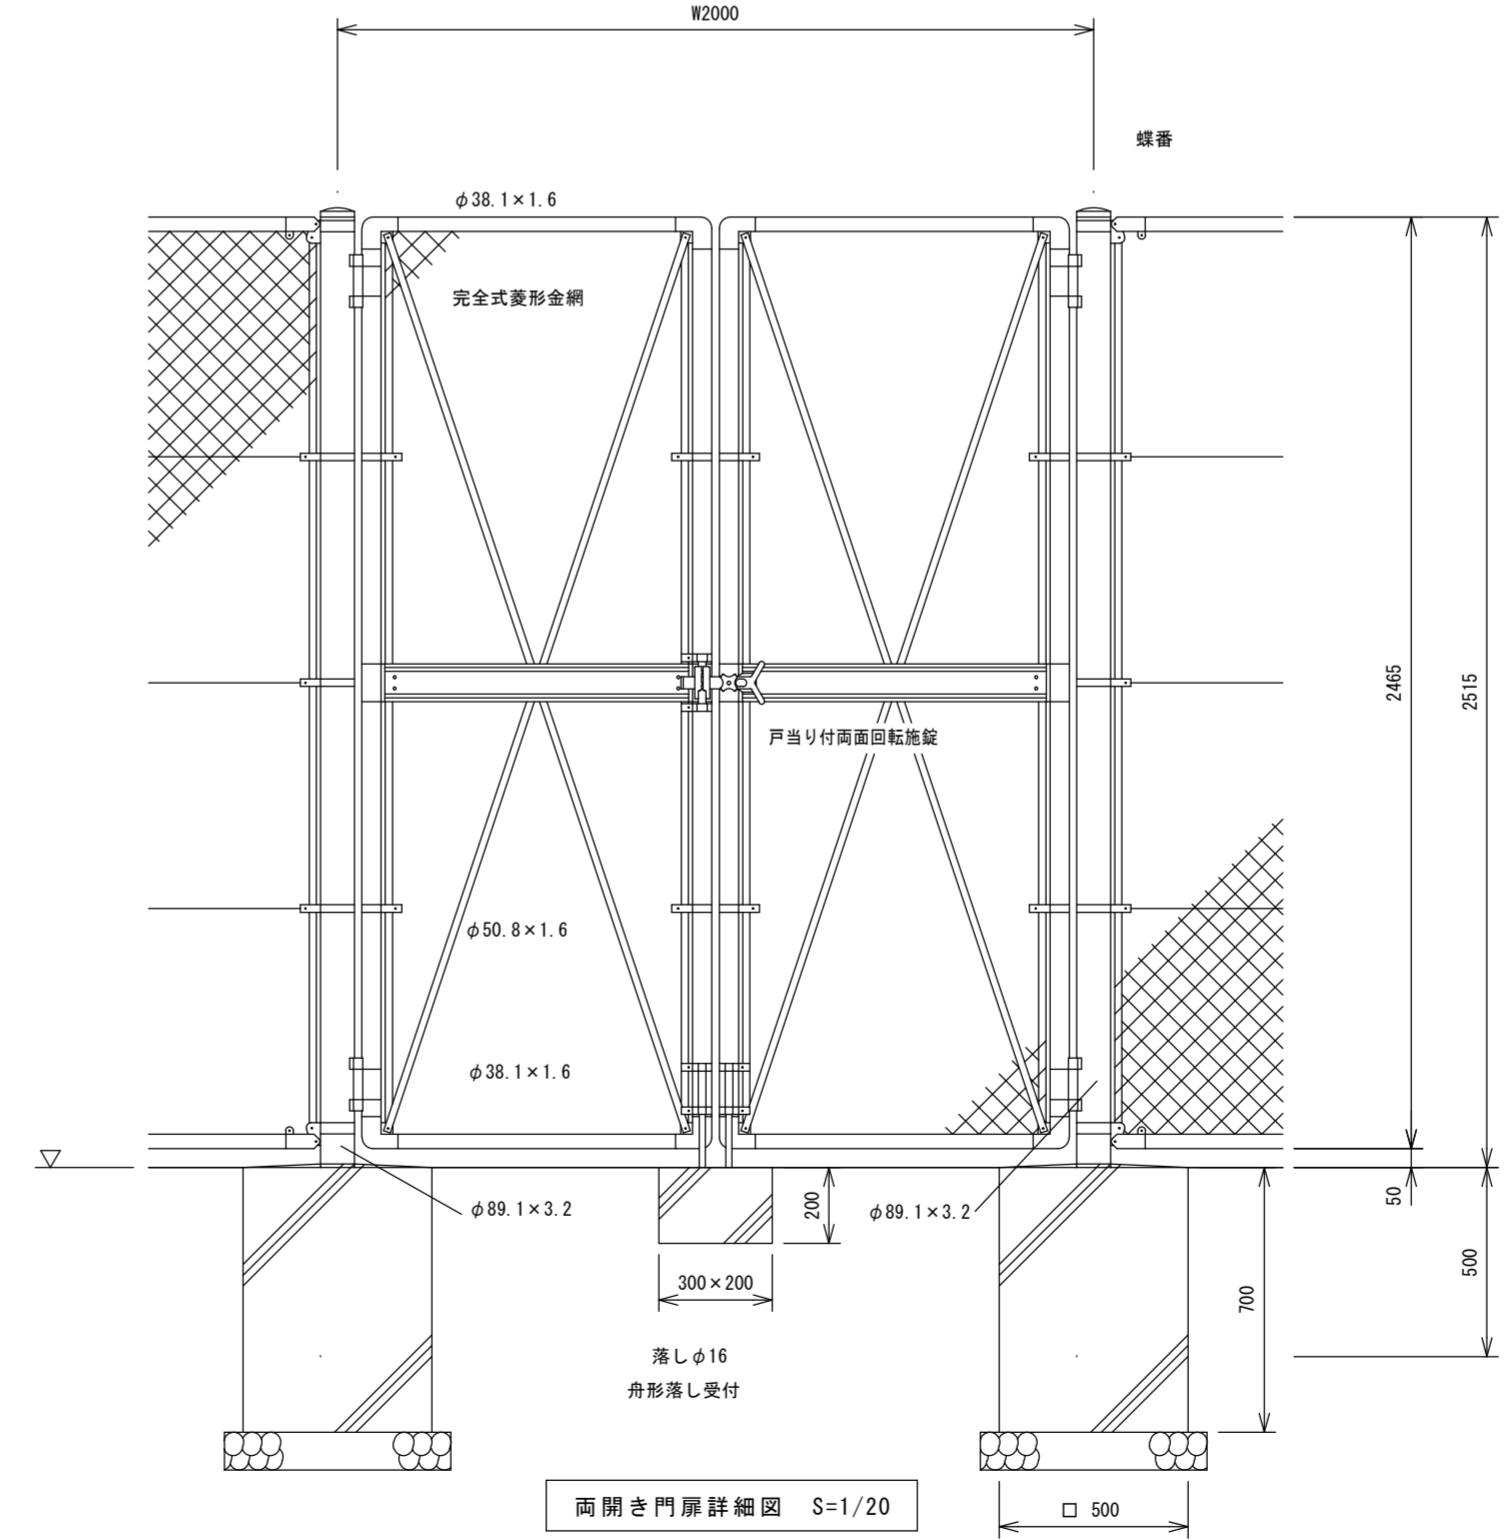 W2000
蝶番
φ38.1×1.6
完全式菱形金網
2465
2515
戸当り付両面回転施錠
φ50.8×1.6
φ38.1×1.6
φ89.1×3.2
200
φ89.1×3.2
50
500
300×200
700
落しφ16
舟形落し受付
両開き門扉詳細図 S=1/20
□ 500